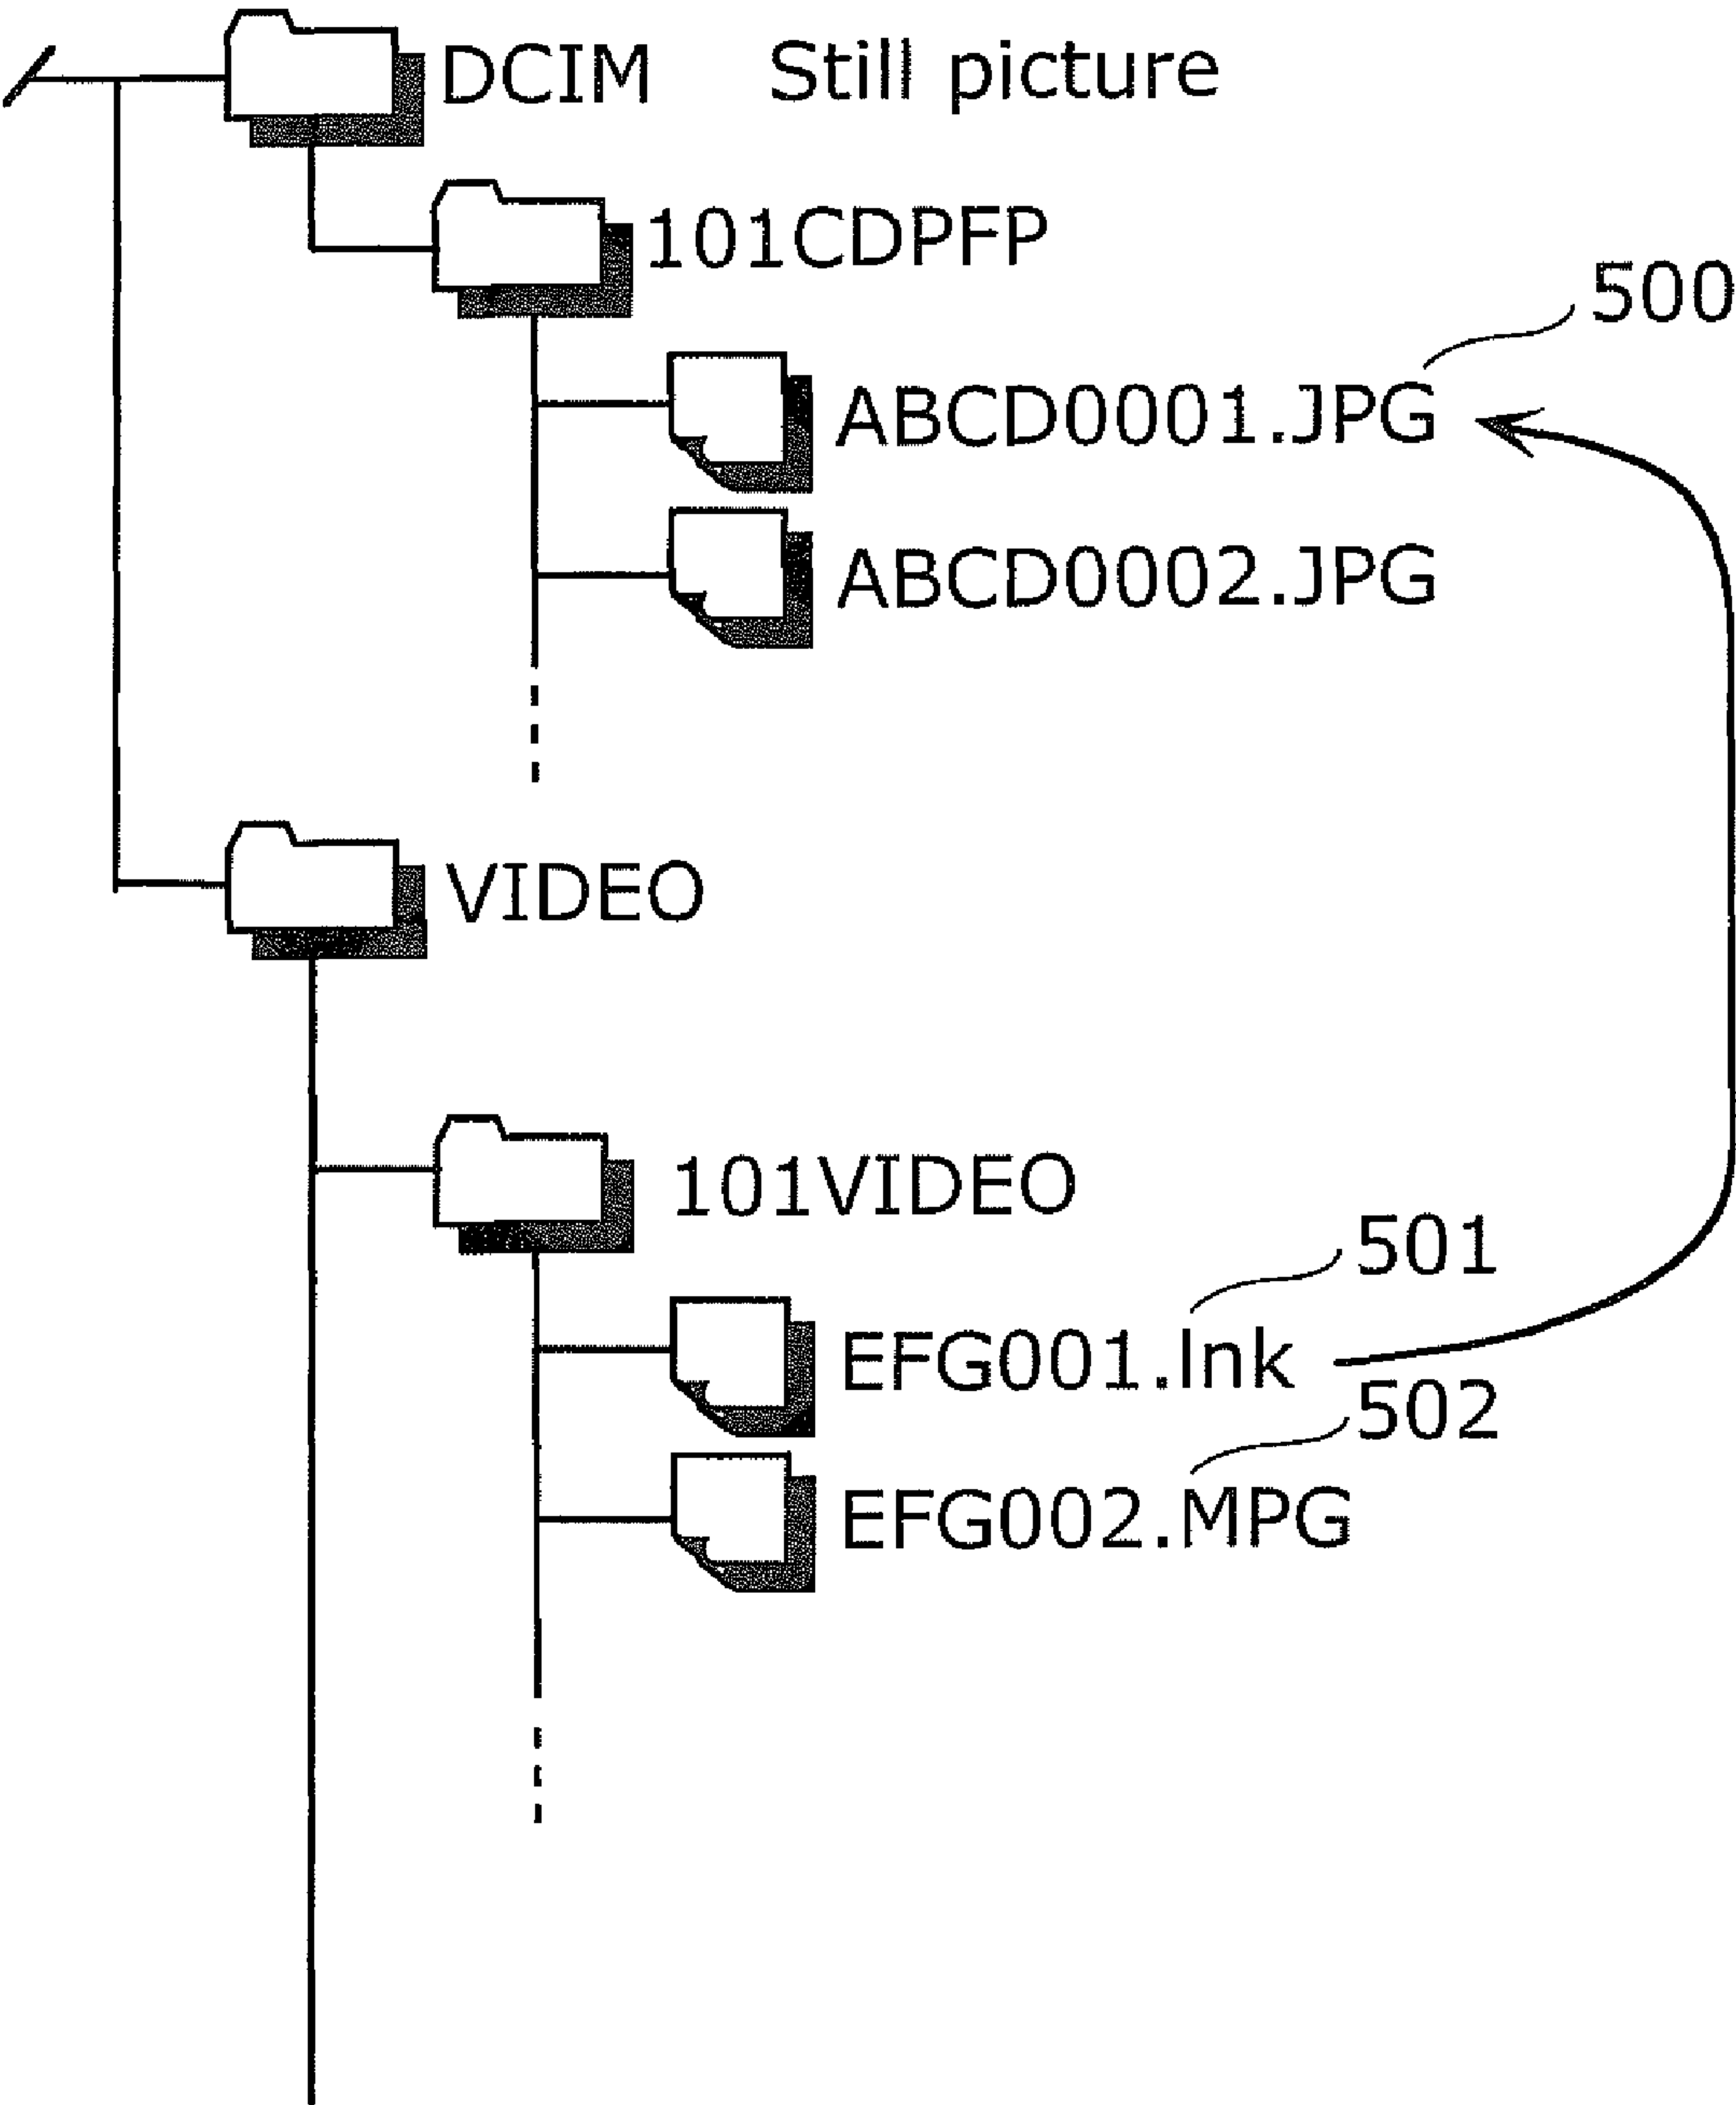 DCIM Still picture
101CDPFP
500
ABCD0001.JPG
ABCD0002.JPG
VIDEO
101VIDEO
501
EFG001.lnk
502
EFG002.MPG